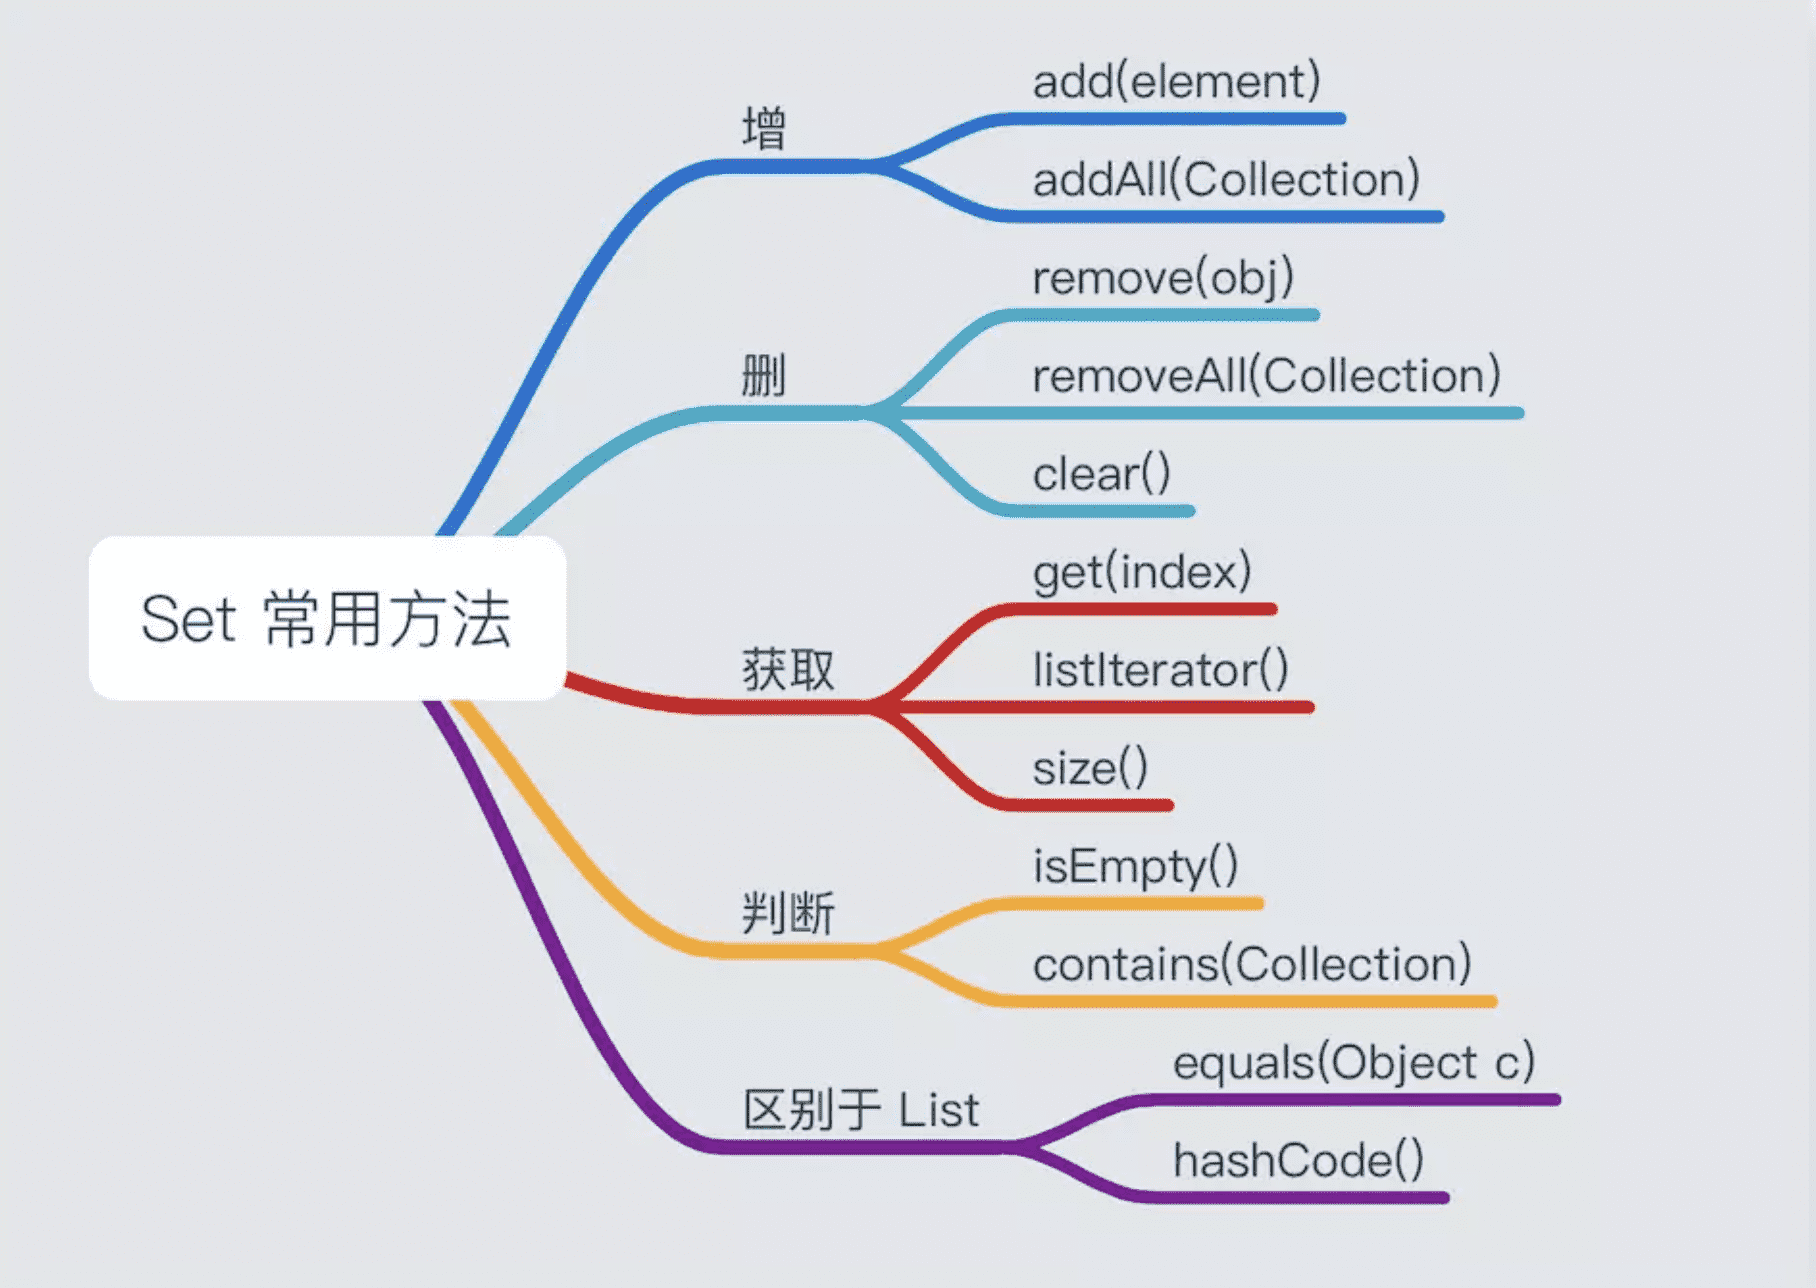 Set 常用方法
增
add(element)
addAll(Collection)
删
remove(obj)
removeAll(Collection)
clear()
获取
get(index)
listIterator()
size()
判断
isEmpty()
contains(Collection)
区别于 List
equals(Object c)
hashCode()